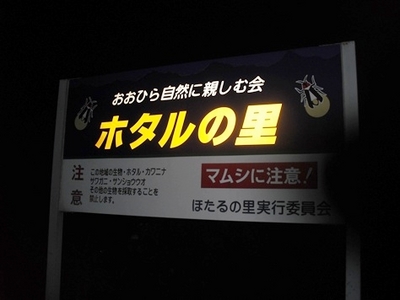 おおひら自然に親しむ会
ホタルの里
注意
この地域の生物・ホタル・カワニナ
サワガニ・サンショウウオ
その他の生物を採取することを
禁止します。
マムシに注意!
ほたるの里実行委員会